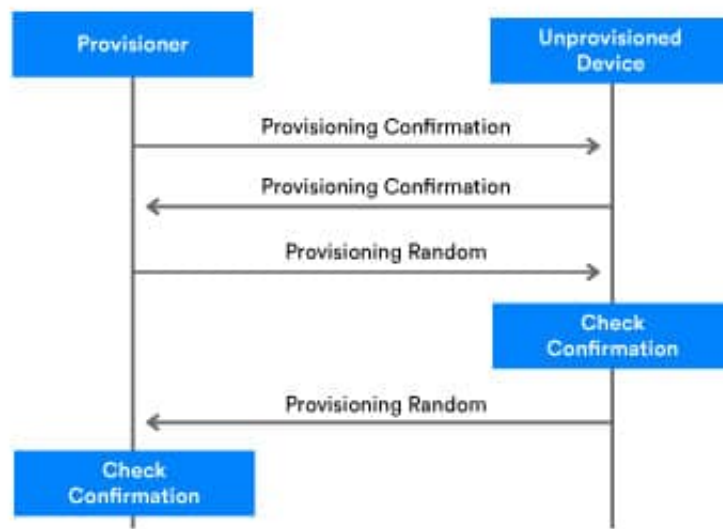 Provisioner
Unprovisioned
Device
Provisioning Confirmation
Provisioning Confirmation
Provisioning Random
Check
Confirmation
Provisioning Random
Check
Confirmation